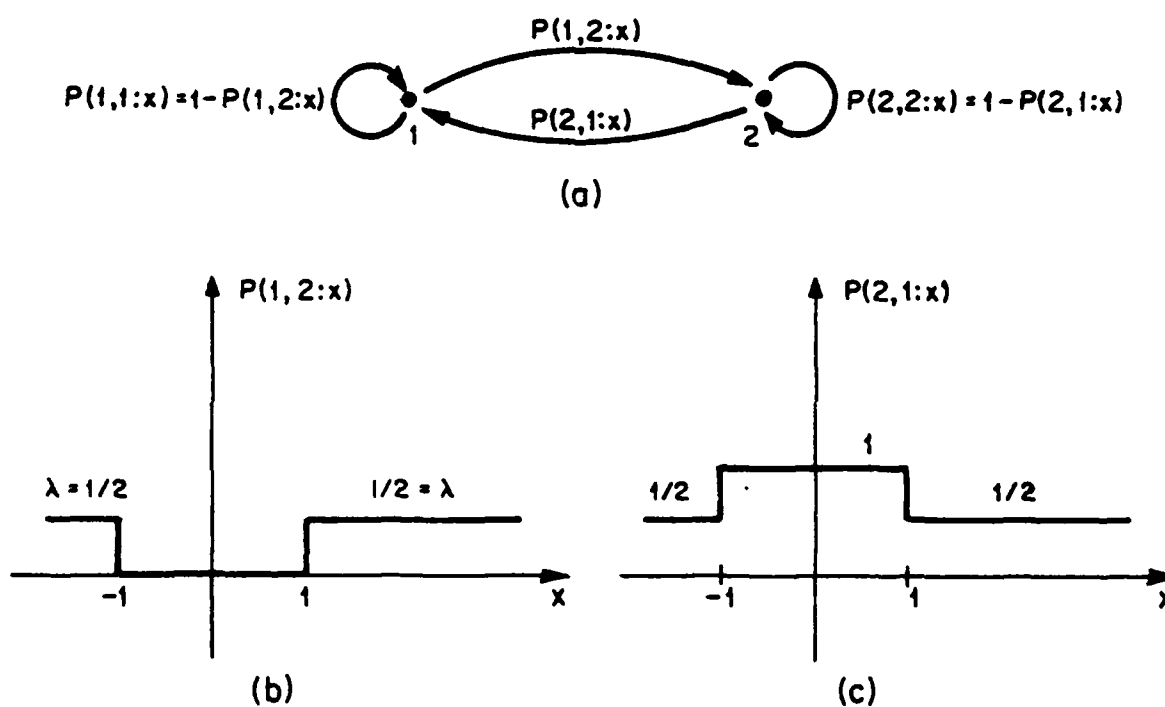 P(1,2:x)
P(1,1:x)=1-P(1,2:x)
P(2,2:x)=1-P(2,1:x)
P(2,1:x)
1
2
(a)
P(1,2:x)
λ=1/2
1/2=λ
-1
1
x
(b)
P(2,1:x)
1
1/2
1/2
-1
1
x
(c)